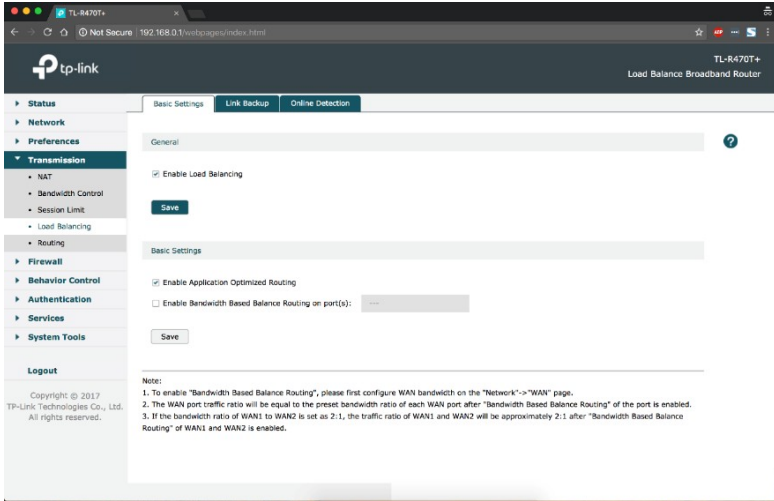 TL-R470T+
Not Secure 192.168.0.1/webpages/index.html
tp-link
TL-R470T+
Load Balance Broadband Router
Status
Network
Preferences
Transmission
NAT
Bandwidth Control
Session Limit
Load Balancing
Routing
Firewall
Behavior Control
Authentication
Services
System Tools
Logout
Copyright © 2017
TP-Link Technologies Co., Ltd.
All rights reserved.
Basic Settings Link Backup Online Detection
General
?
Enable Load Balancing
Save
Basic Settings
Enable Application Optimized Routing
Enable Bandwidth Based Balance Routing on port(s): ---
Save
Note:
1. To enable "Bandwidth Based Balance Routing", please first configure WAN bandwidth on the "Network"->"WAN" page.
2. The WAN port traffic ratio will be equal to the preset bandwidth ratio of each WAN port after "Bandwidth Based Balance Routing" of the port is enabled.
3. If the bandwidth ratio of WAN1 to WAN2 is set as 2:1, the traffic ratio of WAN1 and WAN2 will be approximately 2:1 after "Bandwidth Based Balance
Routing" of WAN1 and WAN2 is enabled.